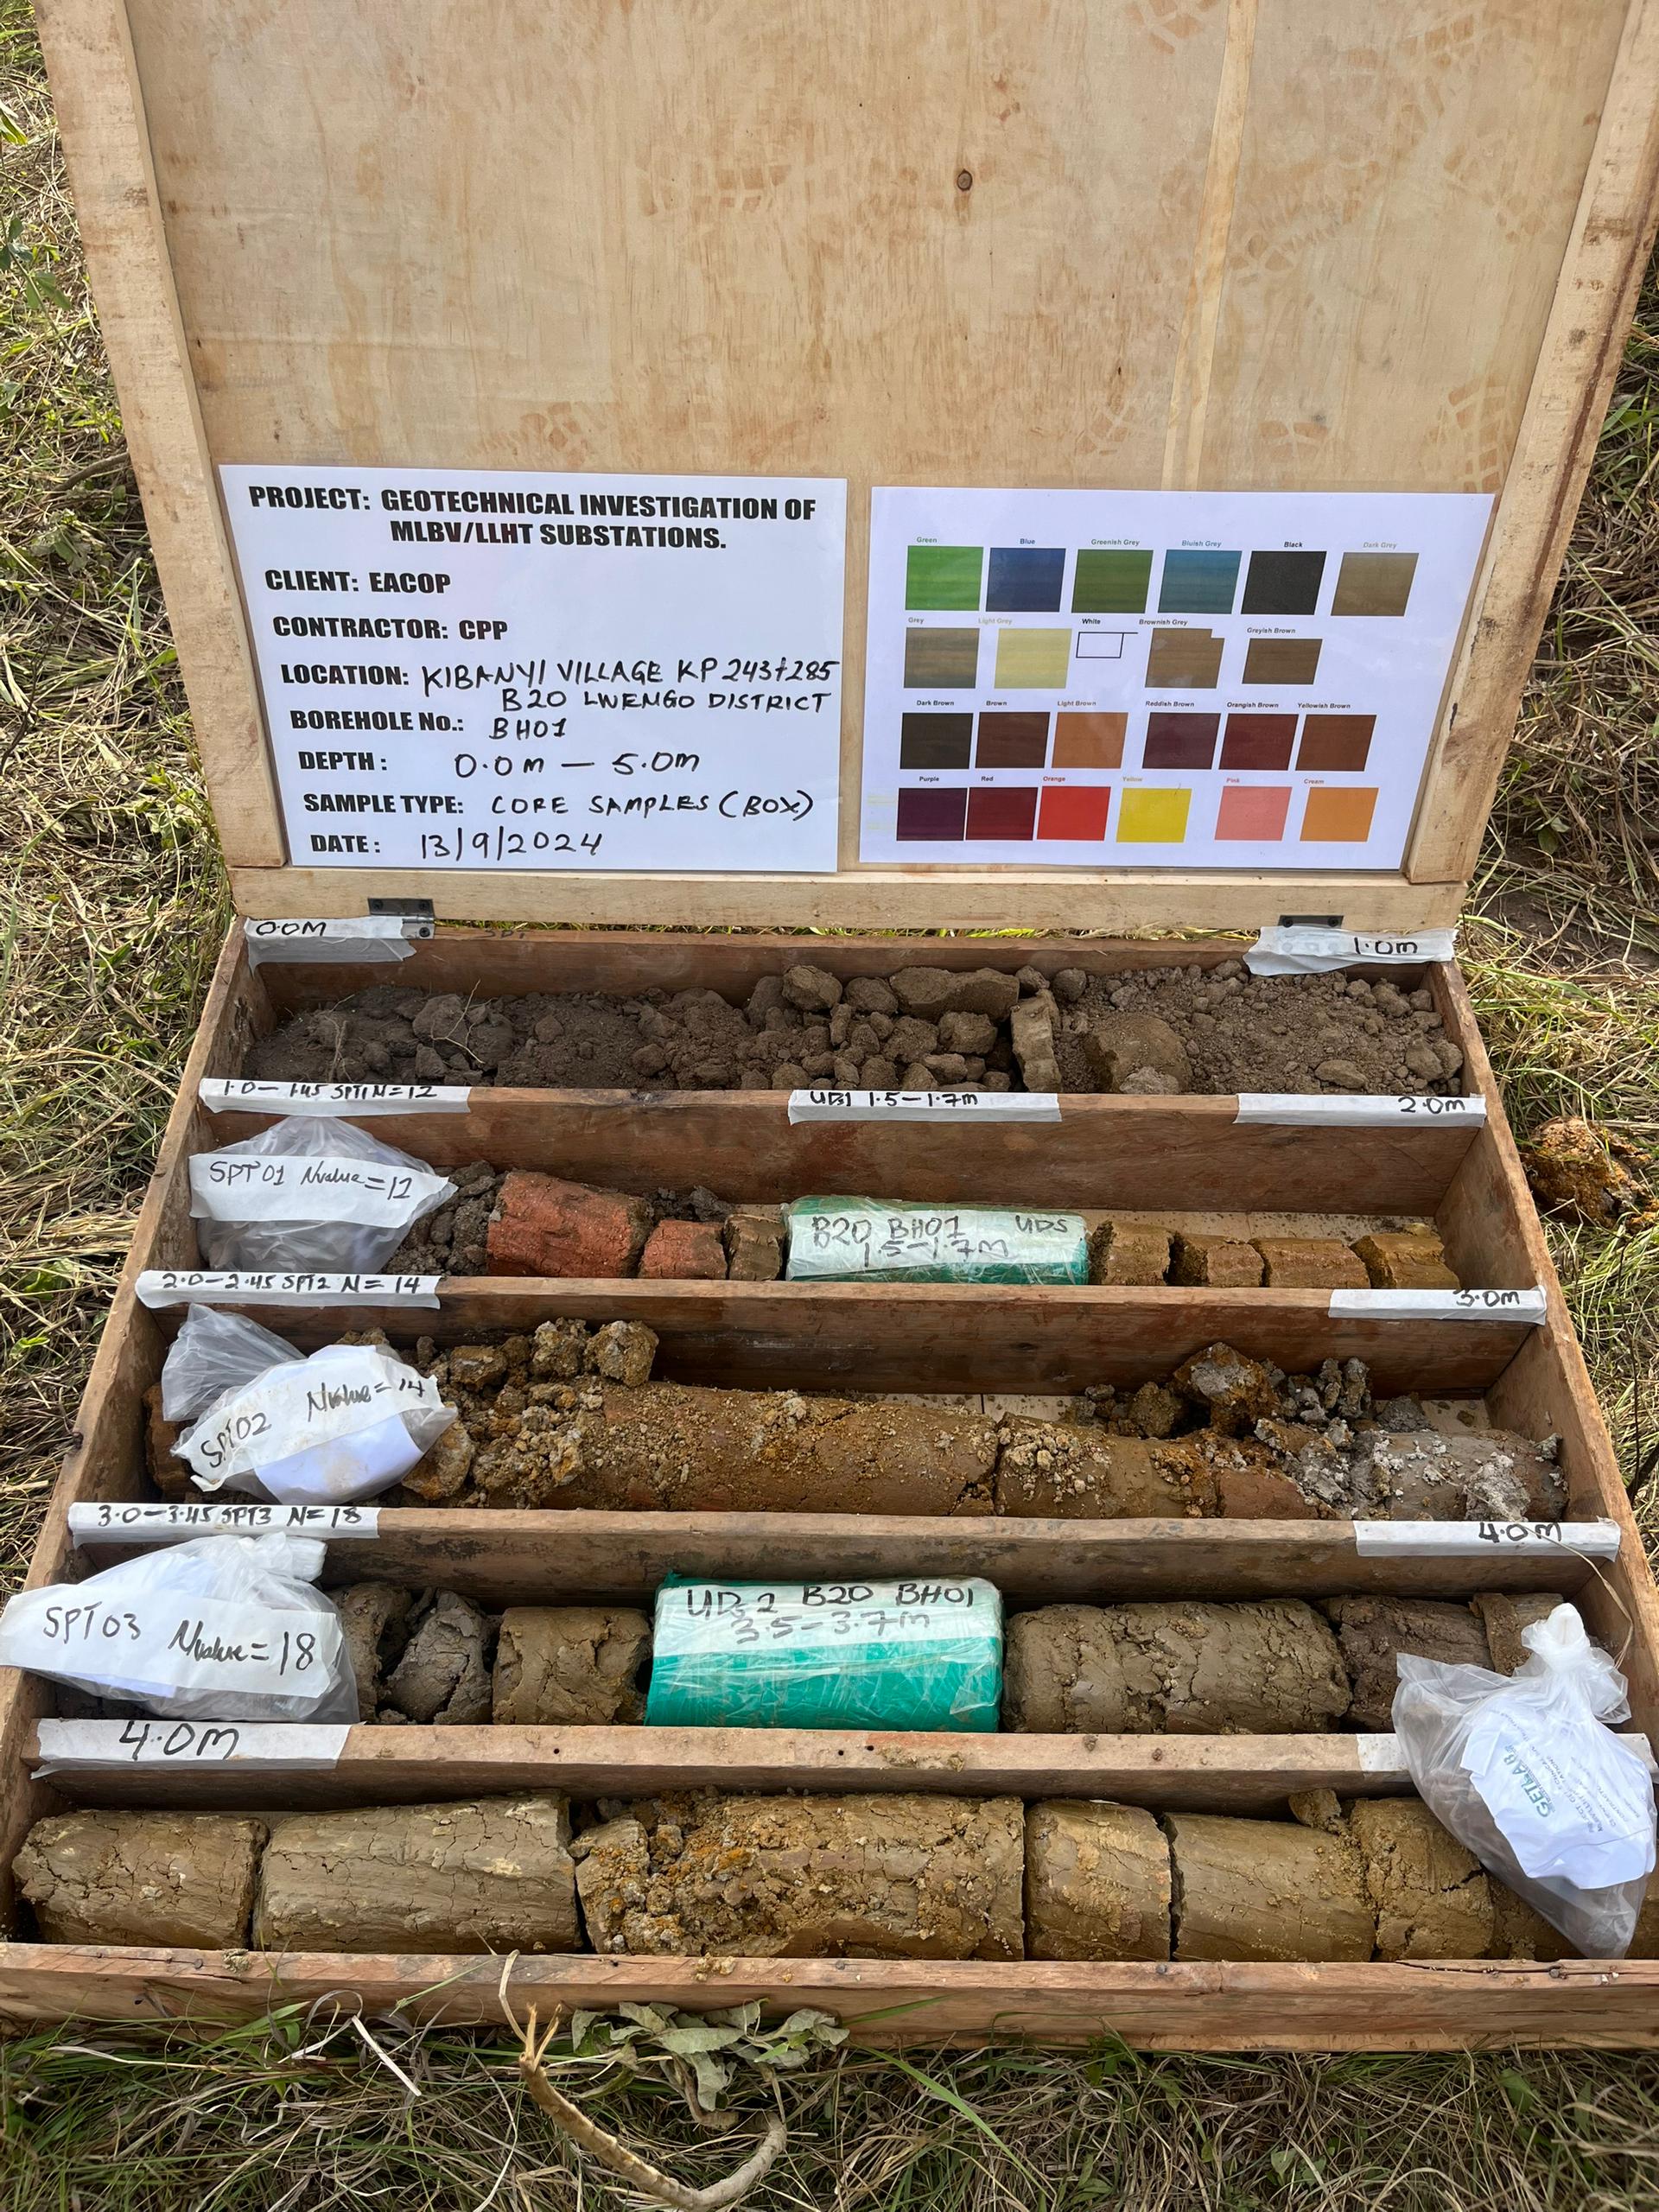 PROJECT: GEOTECHNICAL INVESTIGATION OF
MLBV/LLHT SUBSTATIONS.
CLIENT: EACOP
CONTRACTOR: CPP
LOCATION: KIBANYI VILLAGE KP 243+285
B20 LWENGO DISTRICT
BOREHOLE No.: BH01
DEPTH: 0.0m — 5.0m
SAMPLE TYPE: CORE SAMPLES (BOX)
DATE: 13/9/2024
Green Blue Greenish Grey Bluish Grey Black Dark Grey
Grey Light Grey White Brownish Grey Greyish Brown
Dark Brown Brown Light Brown Reddish Brown Orangish Brown Yellowish Brown
Purple Red Orange Yellow Pink Cream
0.0M 1.0m
1.0-1.45 SPT1 N=12 UD1 1.5-1.7m 2.0m
SPT01 Nvalue=12
B20 BH01 UDS
1.5-1.7m
2.0-2.45 SPT2 N=14 3.0m
SPT02 Nvalue=14
3.0-3.45 SPT3 N=18 4.0m
SPT03 Nvalue=18
UDS2 B20 BH01
3.5-3.7m
4.0m
GETLAB